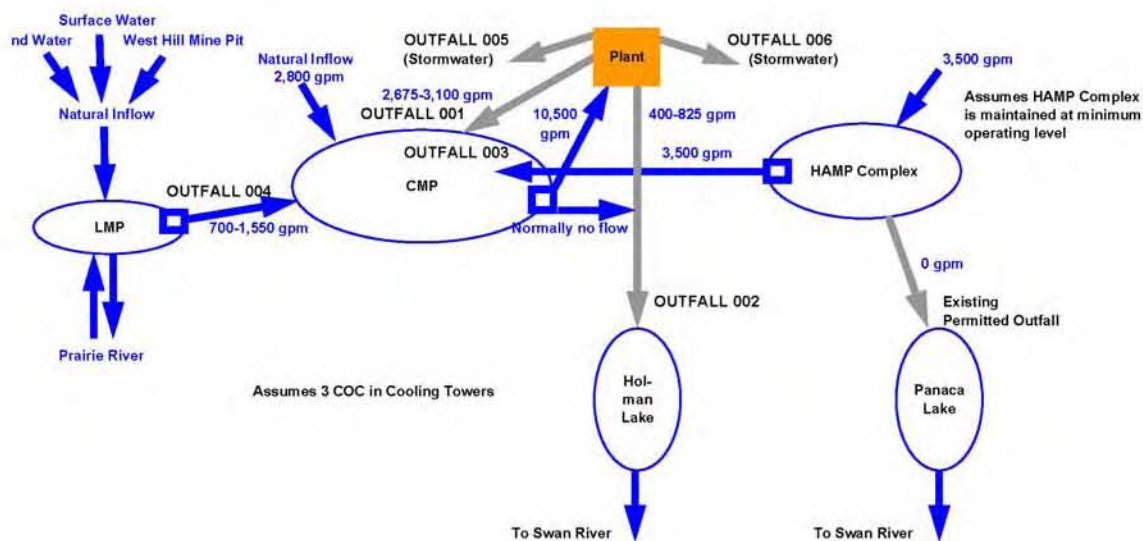 Surface Water
nd Water
West Hill Mine Pit
Natural Inflow
OUTFALL 004
LMP
700-1,550 gpm
Prairie River
Natural Inflow
2,800 gpm
OUTFALL 005
(Stormwater)
Plant
OUTFALL 006
(Stormwater)
2,675-3,100 gpm
OUTFALL 001
10,500
gpm
400-825 gpm
OUTFALL 003
CMP
3,500 gpm
Normally no flow
3,500 gpm
Assumes HAMP Complex
is maintained at minimum
operating level
HAMP Complex
0 gpm
OUTFALL 002
Existing
Permitted Outfall
Assumes 3 COC in Cooling Towers
Hol-
man
Lake
Panaca
Lake
To Swan River
To Swan River